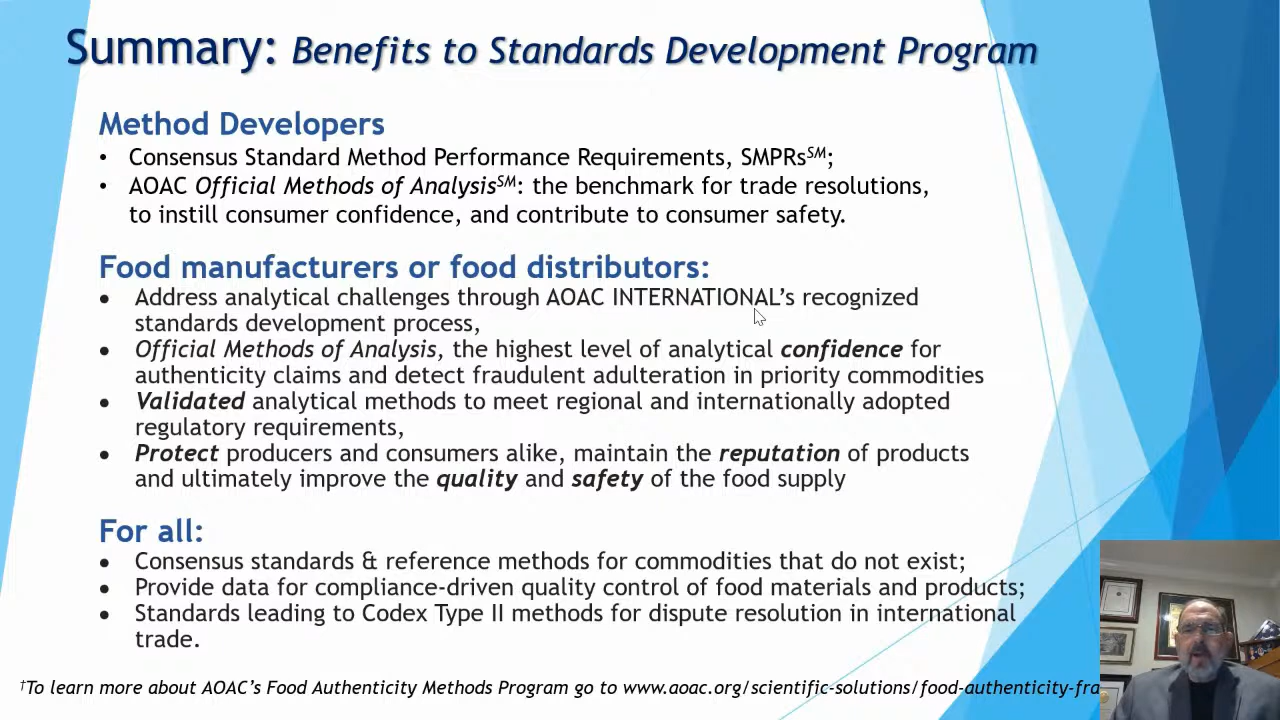 Summary: Benefits to Standards Development Program
Method Developers
• Consensus Standard Method Performance Requirements, SMPRsSM;
• AOAC Official Methods of AnalysisSM: the benchmark for trade resolutions,
to instill consumer confidence, and contribute to consumer safety.
Food manufacturers or food distributors:
• Address analytical challenges through AOAC INTERNATIONAL's recognized
standards development process,
• Official Methods of Analysis, the highest level of analytical confidence for
authenticity claims and detect fraudulent adulteration in priority commodities
• Validated analytical methods to meet regional and internationally adopted
regulatory requirements,
• Protect producers and consumers alike, maintain the reputation of products
and ultimately improve the quality and safety of the food supply
For all:
• Consensus standards & reference methods for commodities that do not exist;
• Provide data for compliance-driven quality control of food materials and products;
• Standards leading to Codex Type II methods for dispute resolution in international
trade.
†To learn more about AOAC's Food Authenticity Methods Program go to www.aoac.org/scientific-solutions/food-authenticity-fra